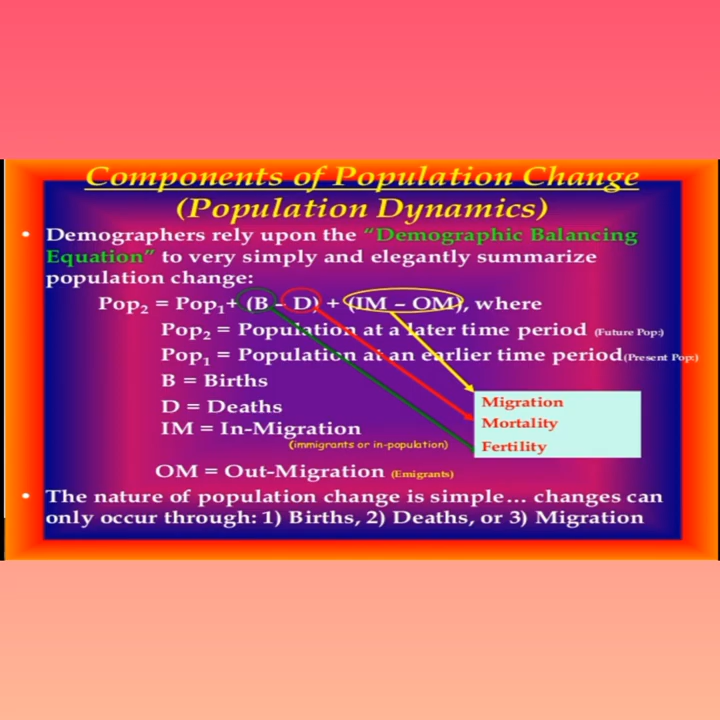 Components of Population Change
(Population Dynamics)
• Demographers rely upon the “Demographic Balancing
Equation” to very simply and elegantly summarize
population change:
Pop₂ = Pop₁+ (B – D) + (IM – OM), where
Pop₂ = Population at a later time period (Future Pop:)
Pop₁ = Population at an earlier time period(Present Pop:)
B = Births
D = Deaths
IM = In-Migration
(immigrants or in-population)
OM = Out-Migration (Emigrants)
Migration
Mortality
Fertility
• The nature of population change is simple… changes can
only occur through: 1) Births, 2) Deaths, or 3) Migration